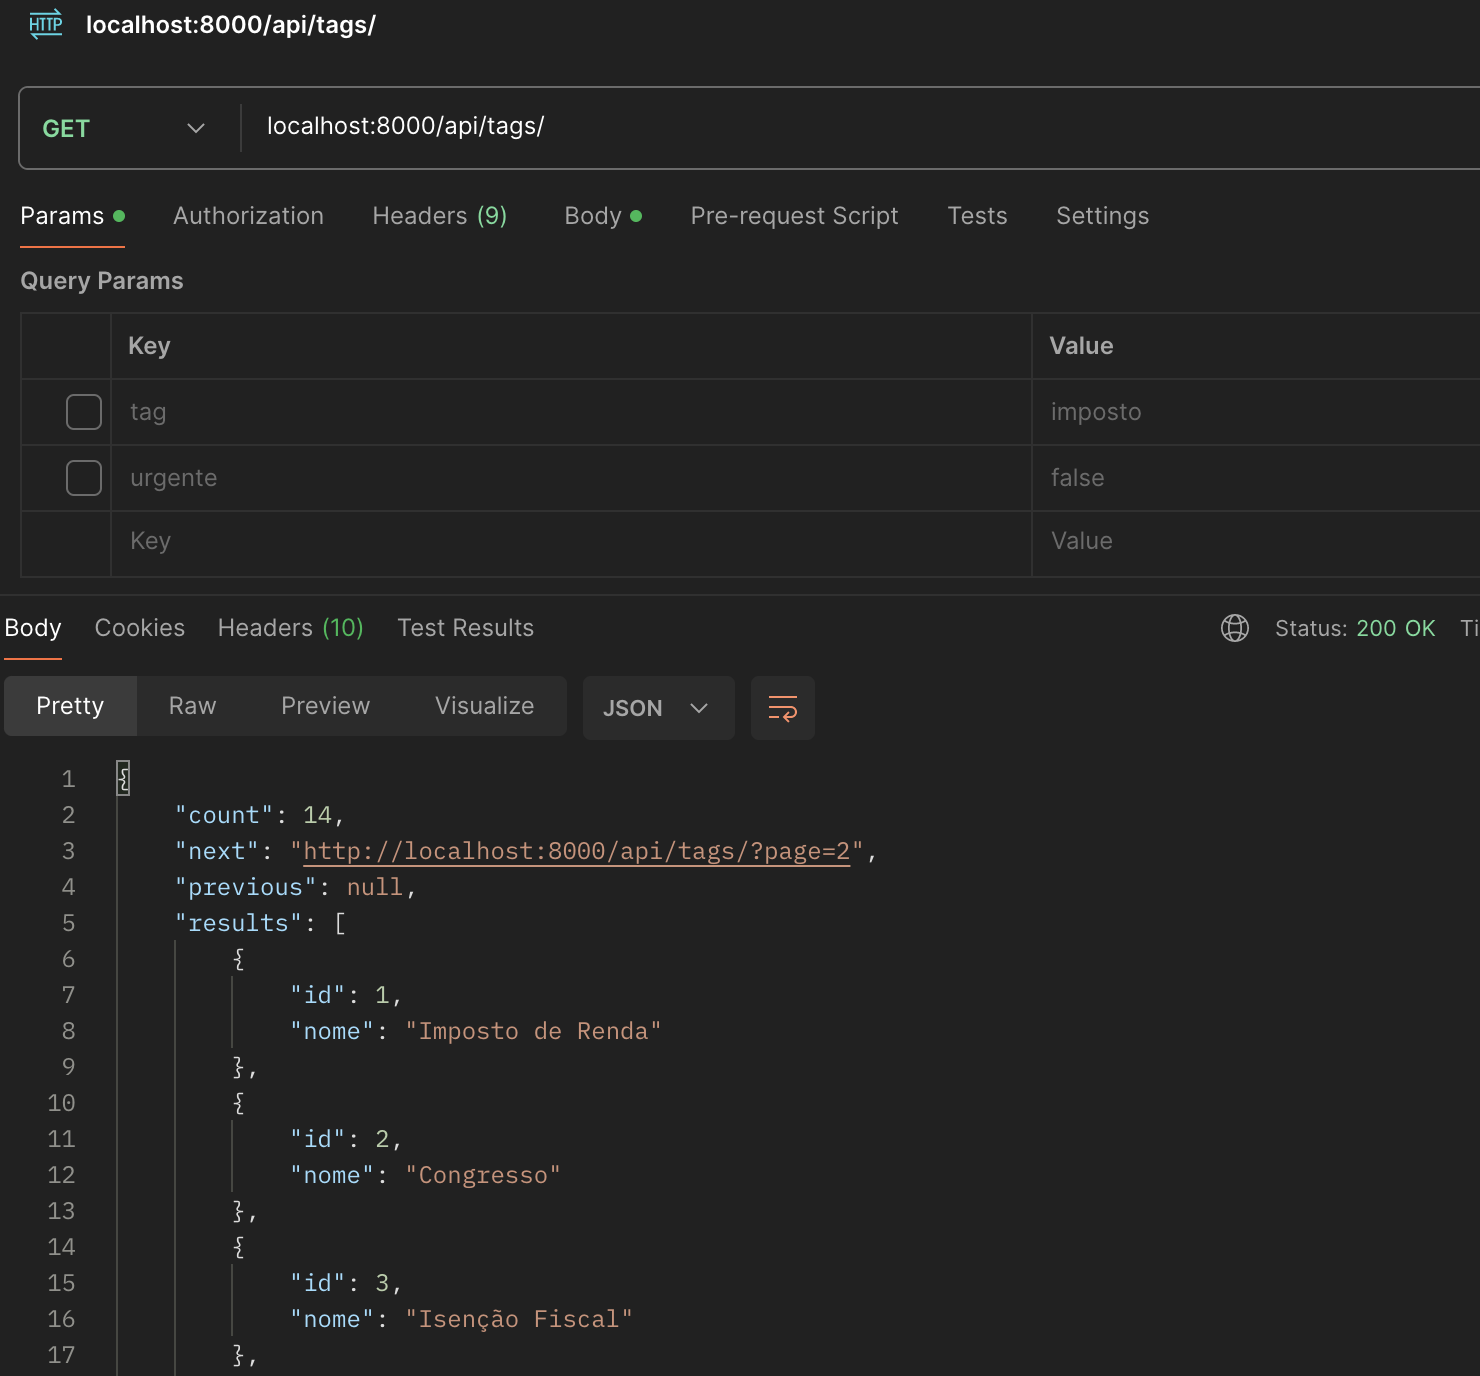 HTTP localhost:8000/api/tags/
GET localhost:8000/api/tags/
Params Authorization Headers (9) Body Pre-request Script Tests Settings
Query Params
Key Value
tag imposto
urgente false
Key Value
Body Cookies Headers (10) Test Results Status: 200 OK Ti
Pretty Raw Preview Visualize JSON
1 {
2 "count": 14,
3 "next": "http://localhost:8000/api/tags/?page=2",
4 "previous": null,
5 "results": [
6 {
7 "id": 1,
8 "nome": "Imposto de Renda"
9 },
10 {
11 "id": 2,
12 "nome": "Congresso"
13 },
14 {
15 "id": 3,
16 "nome": "Isenção Fiscal"
17 },